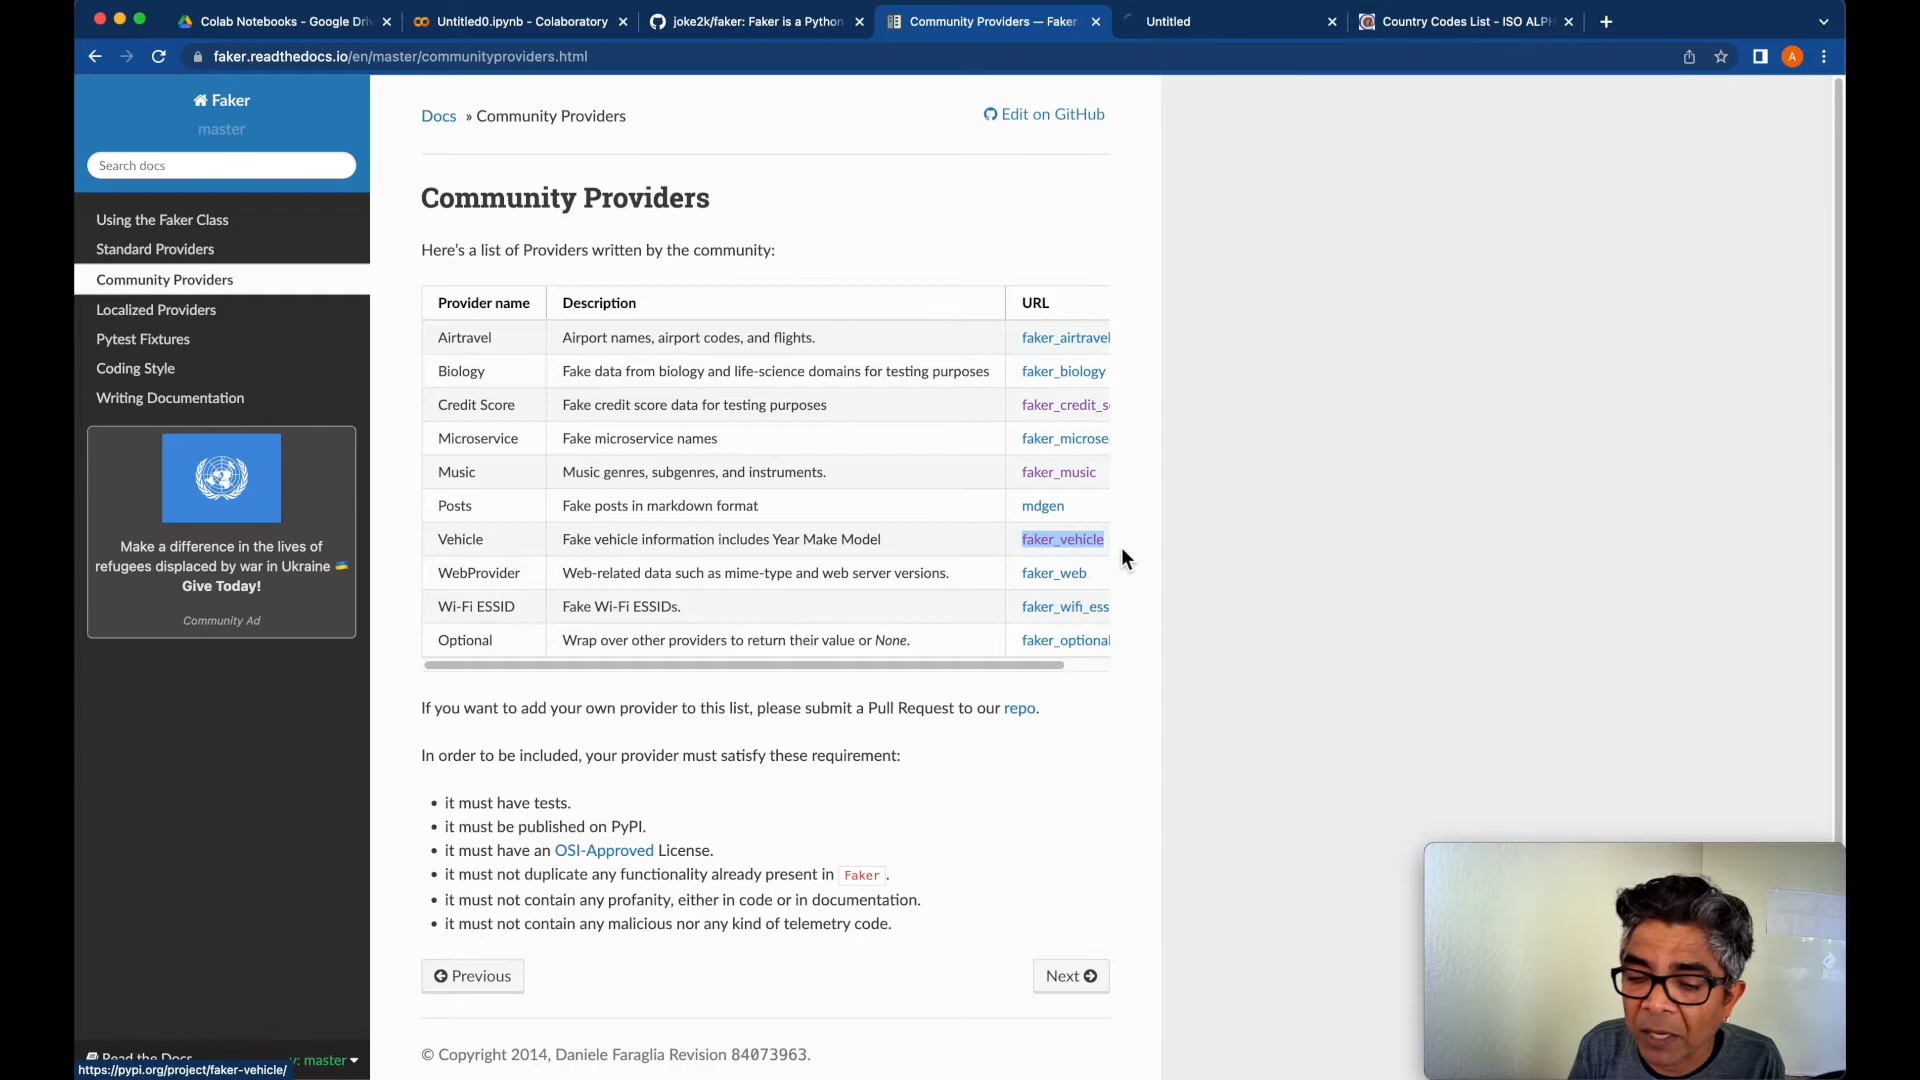 Colab Notebooks - Google Driv
Untitled0.ipynb - Colaboratory
joke2k/faker: Faker is a Python
Community Providers — Faker
Untitled
Country Codes List - ISO ALPH
faker.readthedocs.io/en/master/communityproviders.html
A
Faker
master
Search docs
Using the Faker Class
Standard Providers
Community Providers
Localized Providers
Pytest Fixtures
Coding Style
Writing Documentation
Make a difference in the lives of
refugees displaced by war in Ukraine
Give Today!
Community Ad
Read the Docs
v: master
https://pypi.org/project/faker-vehicle/
Docs » Community Providers
Edit on GitHub
Community Providers
Here's a list of Providers written by the community:
Provider name Description URL
Airtravel Airport names, airport codes, and flights. faker_airtravel
Biology Fake data from biology and life-science domains for testing purposes faker_biology
Credit Score Fake credit score data for testing purposes faker_credit_sc
Microservice Fake microservice names faker_microse
Music Music genres, subgenres, and instruments. faker_music
Posts Fake posts in markdown format mdgen
Vehicle Fake vehicle information includes Year Make Model faker_vehicle
WebProvider Web-related data such as mime-type and web server versions. faker_web
Wi-Fi ESSID Fake Wi-Fi ESSIDs. faker_wifi_ess
Optional Wrap over other providers to return their value or None. faker_optional
If you want to add your own provider to this list, please submit a Pull Request to our repo.
In order to be included, your provider must satisfy these requirement:
• it must have tests.
• it must be published on PyPI.
• it must have an OSI-Approved License.
• it must not duplicate any functionality already present in Faker.
• it must not contain any profanity, either in code or in documentation.
• it must not contain any malicious nor any kind of telemetry code.
Previous
Next
© Copyright 2014, Daniele Faraglia Revision 84073963.